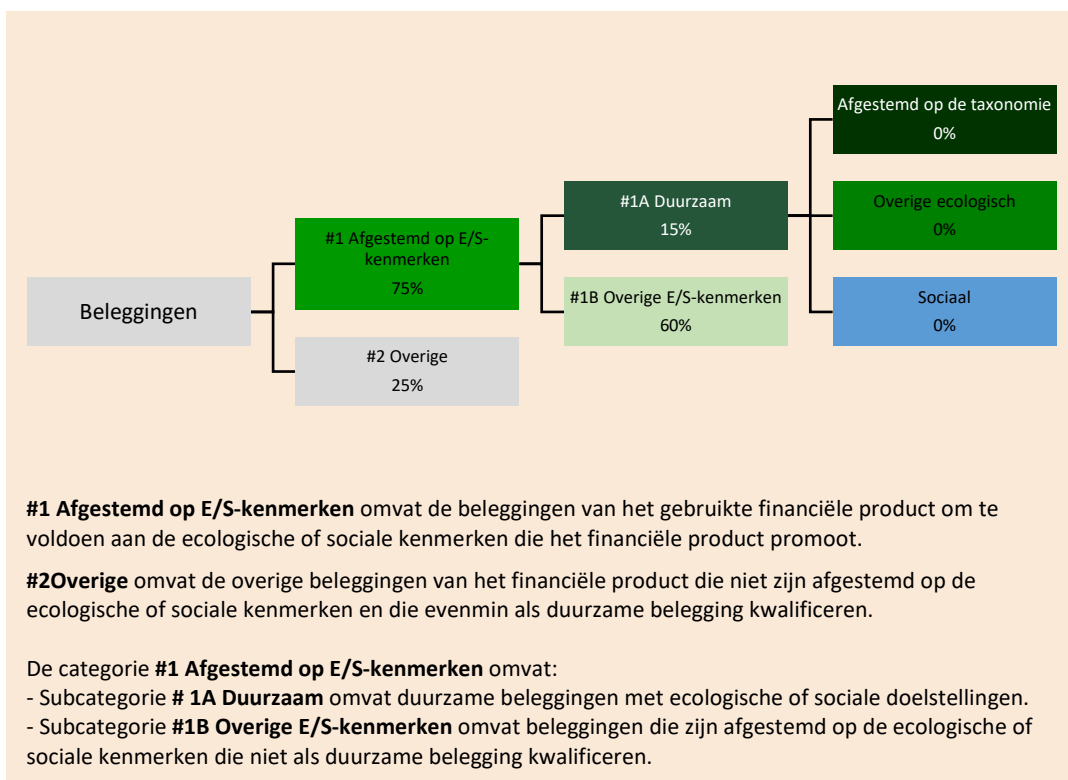 Beleggingen
#1 Afgestemd op E/S-
kenmerken
75%
#2 Overige
25%
#1A Duurzaam
15%
#1B Overige E/S-kenmerken
60%
Afgestemd op de taxonomie
0%
Overige ecologisch
0%
Sociaal
0%
#1 Afgestemd op E/S-kenmerken omvat de beleggingen van het gebruikte financiële product om te
voldoen aan de ecologische of sociale kenmerken die het financiële product promoot.
#2Overige omvat de overige beleggingen van het financiële product die niet zijn afgestemd op de
ecologische of sociale kenmerken en die evenmin als duurzame belegging kwalificeren.
De categorie #1 Afgestemd op E/S-kenmerken omvat:
- Subcategorie # 1A Duurzaam omvat duurzame beleggingen met ecologische of sociale doelstellingen.
- Subcategorie #1B Overige E/S-kenmerken omvat beleggingen die zijn afgestemd op de ecologische of
sociale kenmerken die niet als duurzame belegging kwalificeren.